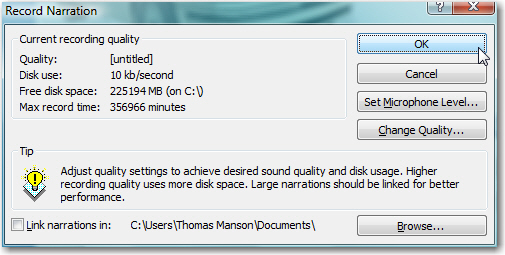 Record Narration
Current recording quality
Quality: [untitled]
Disk use: 10 kb/second
Free disk space: 225194 MB (on C:\)
Max record time: 356966 minutes
OK
Cancel
Set Microphone Level...
Change Quality...
Tip
Adjust quality settings to achieve desired sound quality and disk usage. Higher
recording quality uses more disk space. Large narrations should be linked for better
performance.
Link narrations in: C:\Users\Thomas Manson\Documents\
Browse...